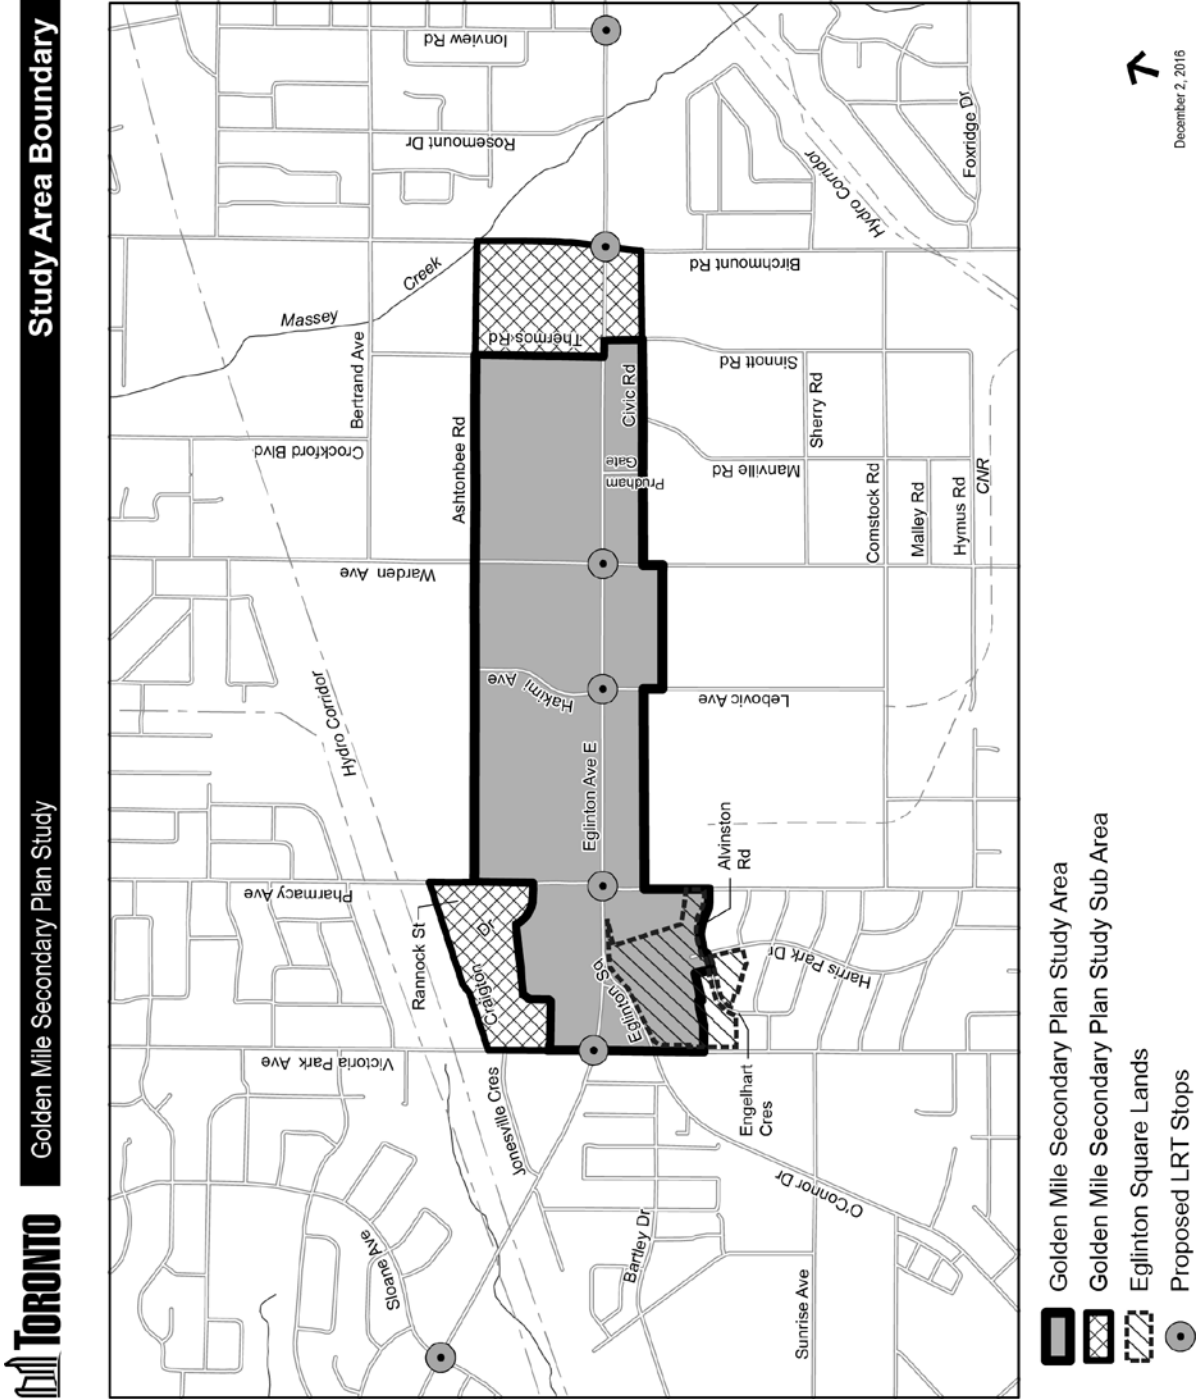 TORONTO
Golden Mile Secondary Plan Study
Study Area Boundary
Ionview Rd
Rosemount Dr
Hydro Corridor
Foxridge Dr
Birchmount Rd
Massey
Creek
Thermos Rd
Bertrand Ave
Crockford Blvd
Ashtonbee Rd
Civic Rd
Sinnott Rd
Sherry Rd
Prudham
Gate
Manville Rd
Comstock Rd
Malley Rd
Hymus Rd
CNR
Warden Ave
Hakimi
Ave
Lebovic Ave
Hydro Corridor
Eglinton Ave E
Pharmacy Ave
Rannock St
Craigton
Dr
Eglinton Sq
Alvinston
Rd
Harris Park Dr
Victoria Park Ave
Jonesville Cres
Engelhart
Cres
O'Connor Dr
Sloane Ave
Bartley Dr
Sunrise Ave
Golden Mile Secondary Plan Study Area
Golden Mile Secondary Plan Study Sub Area
Eglinton Square Lands
Proposed LRT Stops
December 2, 2016